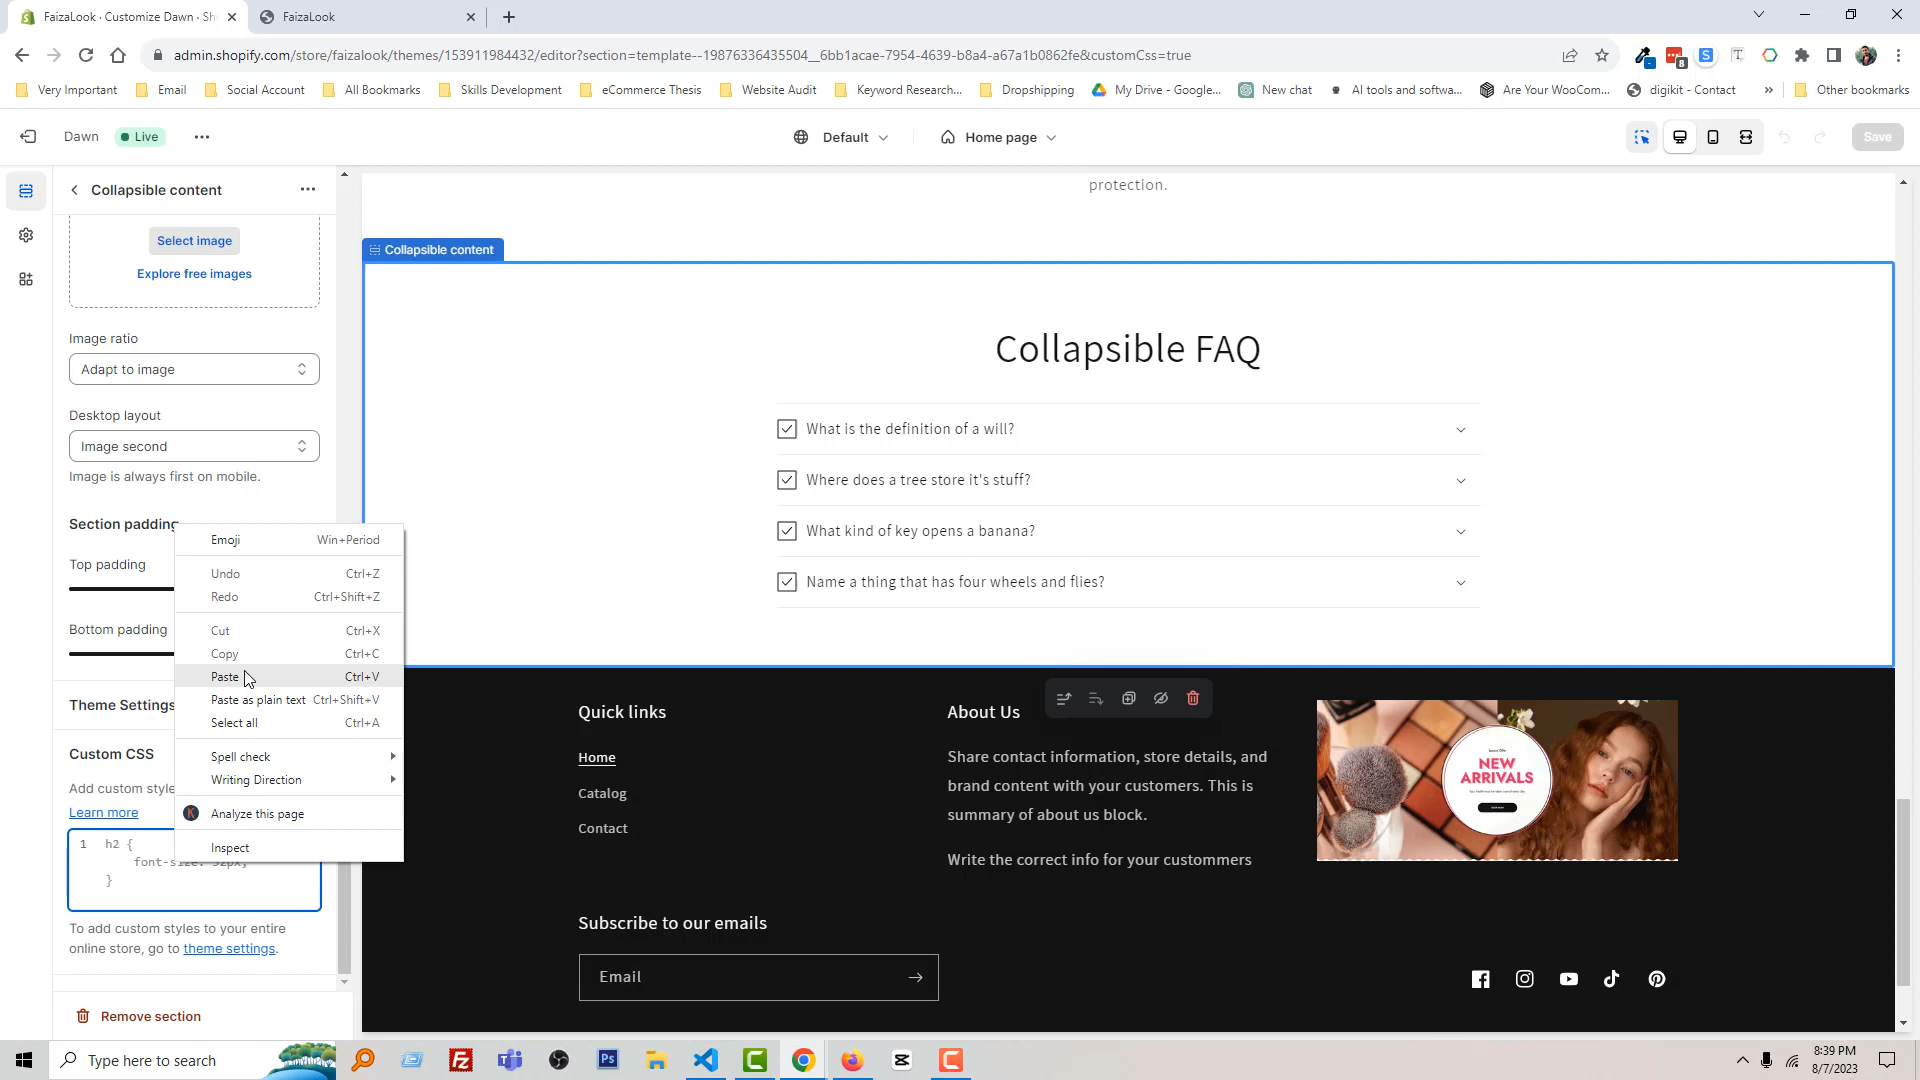 FaizaLook · Customize Dawn · Sh
FaizaLook
admin.shopify.com/store/faizalook/themes/153911984432/editor?section=template--19876336435504__6bb1acae-7954-4639-b8a4-a67a1b0862fe&customCss=true
8
Very Important
Email
Social Account
All Bookmarks
Skills Development
eCommerce Thesis
Website Audit
Keyword Research...
Dropshipping
My Drive - Google...
New chat
AI tools and softwa...
Are Your WooCom...
digikit - Contact
»
Other bookmarks
Dawn
Live
Default
Home page
Save
Collapsible content
Select image
Explore free images
Image ratio
Adapt to image
Desktop layout
Image second
Image is always first on mobile.
Section padding
Top padding
Bottom padding
Theme Settings
Custom CSS
Add custom style
Learn more
1 h2 {
font-size: 32px;
}
To add custom styles to your entire
online store, go to theme settings.
Remove section
Emoji Win+Period
Undo Ctrl+Z
Redo Ctrl+Shift+Z
Cut Ctrl+X
Copy Ctrl+C
Paste Ctrl+V
Paste as plain text Ctrl+Shift+V
Select all Ctrl+A
Spell check
Writing Direction
K Analyze this page
Inspect
protection.
Collapsible content
Collapsible FAQ
What is the definition of a will?
Where does a tree store it's stuff?
What kind of key opens a banana?
Name a thing that has four wheels and flies?
Quick links
Home
Catalog
Contact
About Us
Share contact information, store details, and
brand content with your customers. This is
summary of about us block.
Write the correct info for your custommers
NEW
ARRIVALS
Subscribe to our emails
Email
Type here to search
8:39 PM
8/7/2023